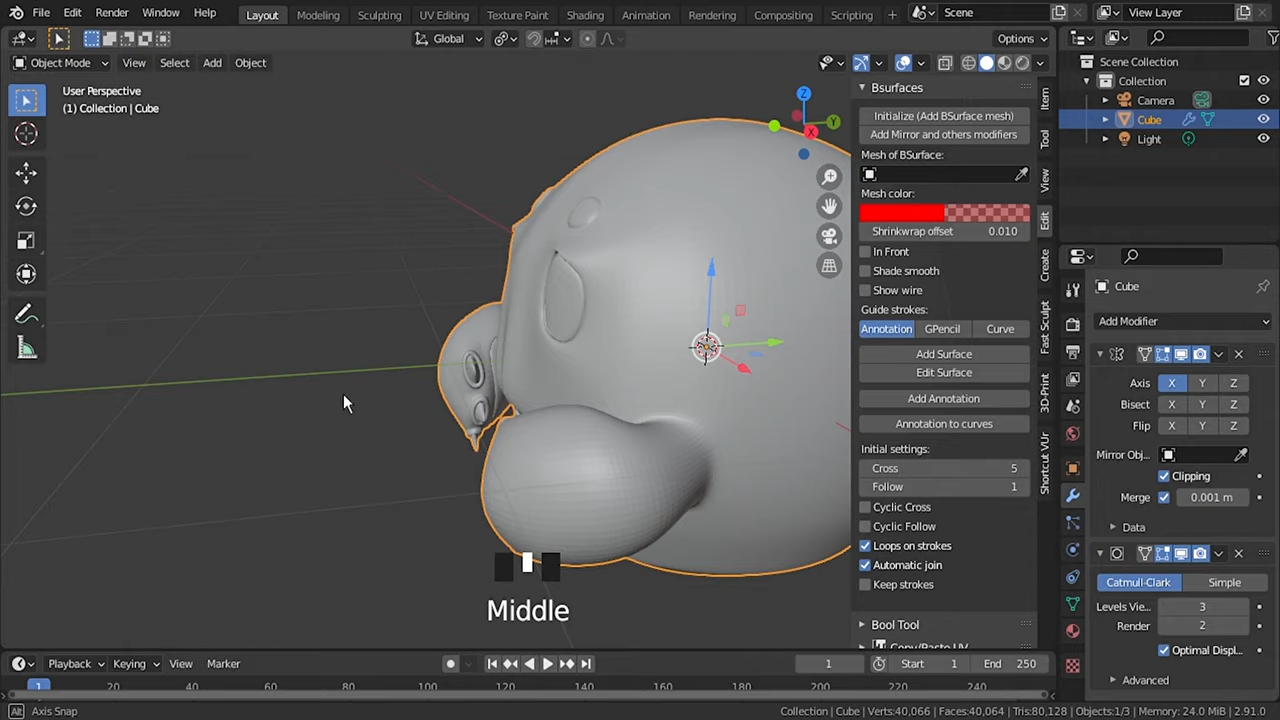 File Edit Render Window Help Layout Modeling Sculpting UV Editing Texture Paint Shading Animation Rendering Compositing Scripting + Scene View Layer
Global Options
Object Mode View Select Add Object
User Perspective
(1) Collection | Cube
Z
Y
X
Bsurfaces
Initialize (Add BSurface mesh)
Add Mirror and others modifiers
Mesh of BSurface:
Mesh color:
Shrinkwrap offset 0.010
In Front
Shade smooth
Show wire
Guide strokes:
Annotation GPencil Curve
Add Surface
Edit Surface
Add Annotation
Annotation to curves
Initial settings:
Cross 5
Follow 1
Cyclic Cross
Cyclic Follow
Loops on strokes
Automatic join
Keep strokes
Bool Tool
Copy/Paste UV
Item
Tool
View
Edit
Create
Fast Sculpt
3D-Print
Shortcut VUr
Scene Collection
Collection
Camera
Cube
Light
Cube
Add Modifier
Axis X Y Z
Bisect X Y Z
Flip X Y Z
Mirror Obj...
Clipping
Merge 0.001 m
Data
Catmull-Clark Simple
Levels Vie... 3
Render 2
Optimal Displ...
Advanced
Middle
Playback Keying View Marker 1 Start 1 End 250
1 20 40 60 80 100 120 140 160 180 200 220 240
Alt Axis Snap Collection | Cube | Verts:40,066 | Faces:40,064 | Tris:80,128 | Objects:1/3 | Memory: 24.0 MiB | 2.91.0